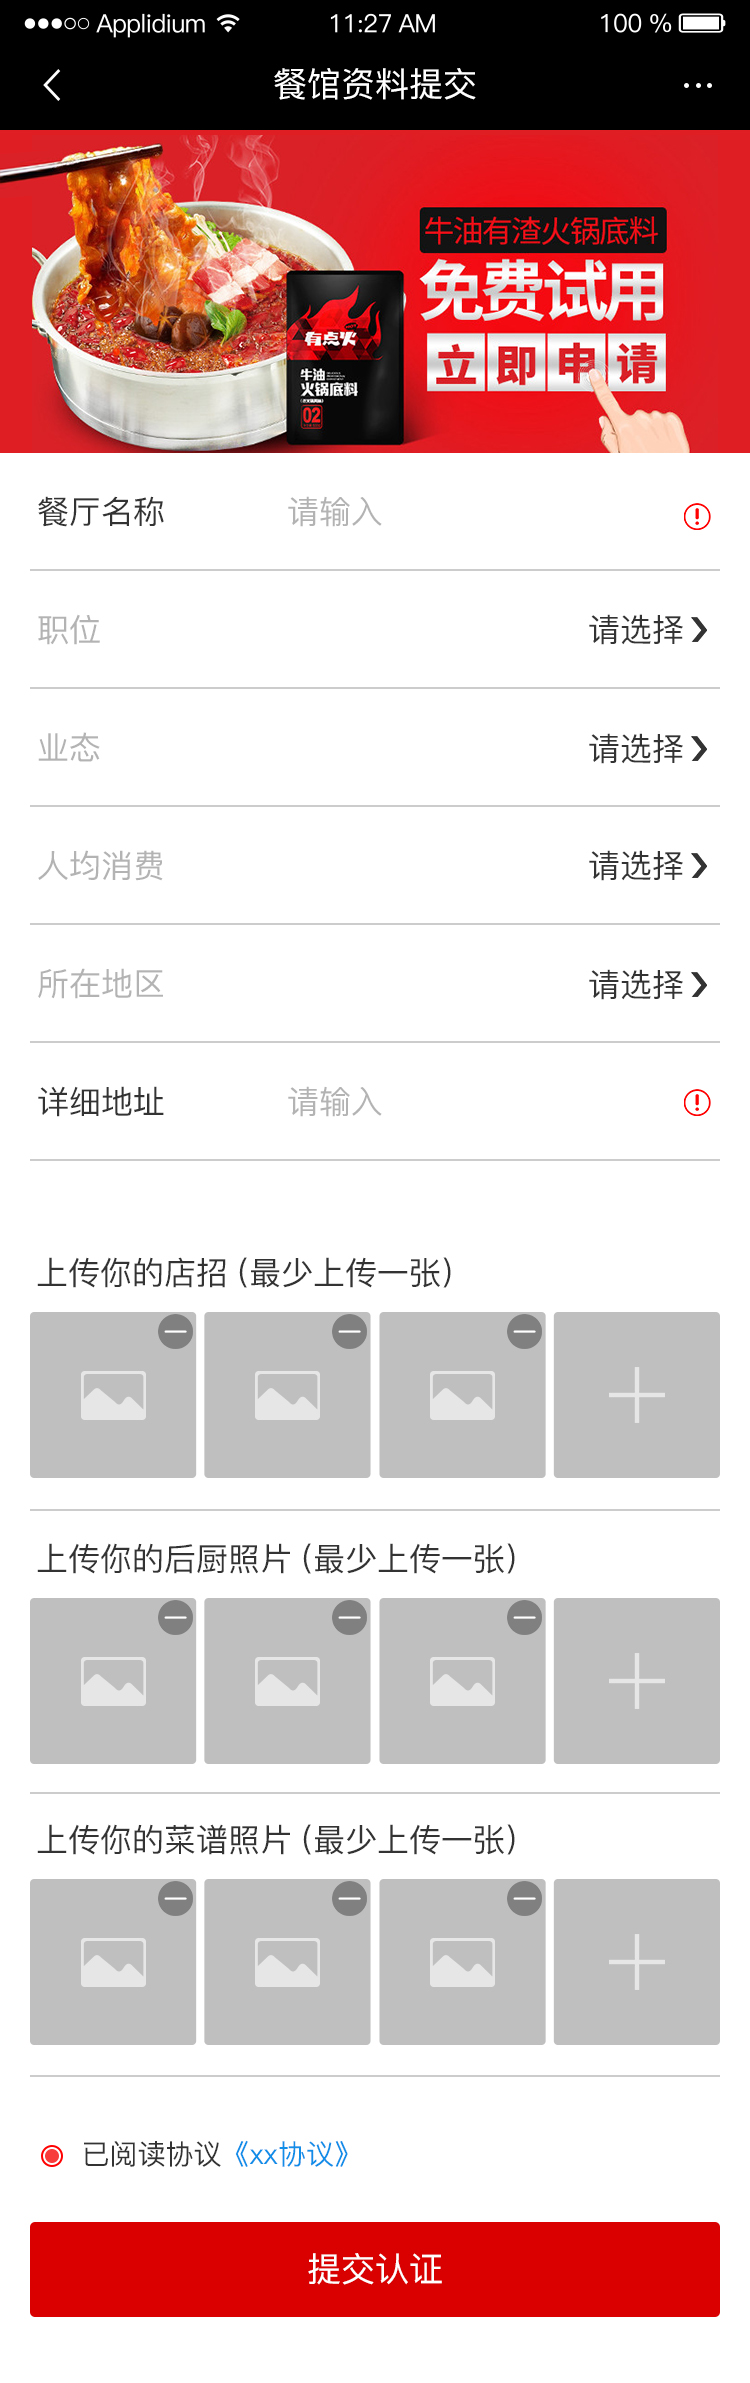 Applidium 11:27 AM 100 %
餐馆资料提交
牛油有渣火锅底料
免费试用
立即申请
有点火
牛油
火锅底料
02
餐厅名称 请输入
职位 请选择
业态 请选择
人均消费 请选择
所在地区 请选择
详细地址 请输入
上传你的店招(最少上传一张)
上传你的后厨照片(最少上传一张)
上传你的菜谱照片(最少上传一张)
已阅读协议《xx协议》
提交认证